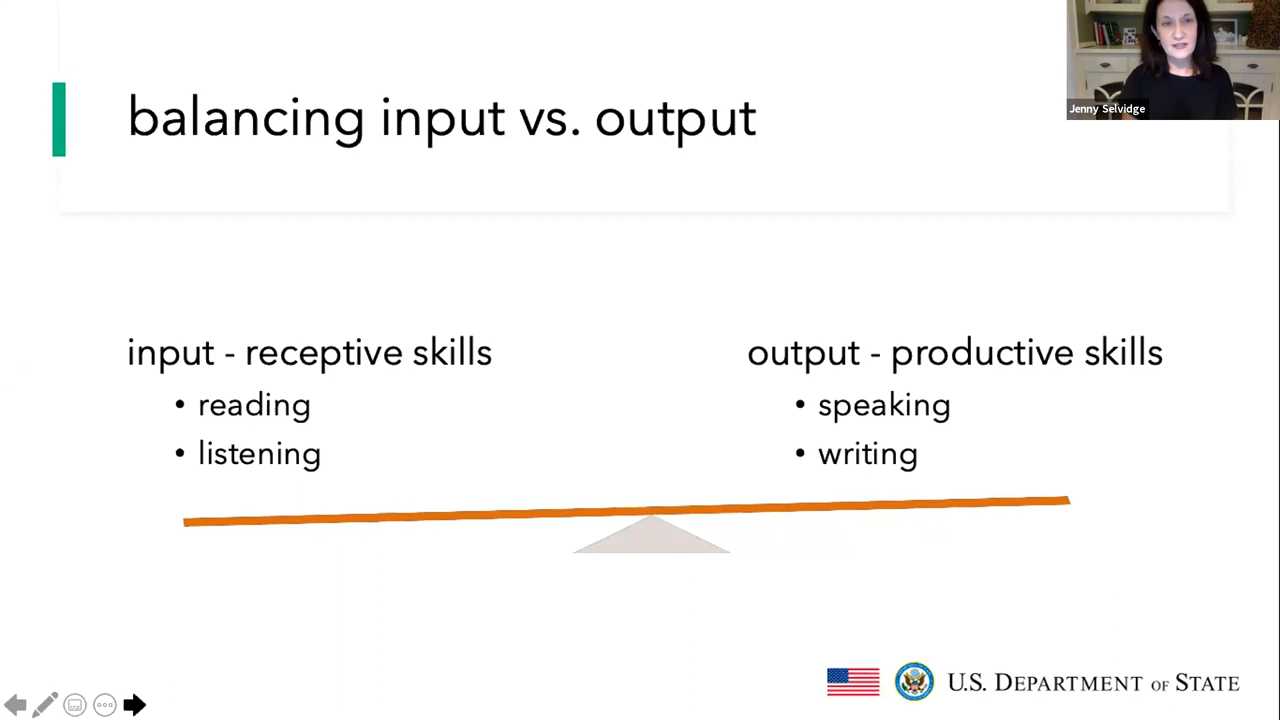 Jenny Selvidge
balancing input vs. output
input - receptive skills
• reading
• listening
output - productive skills
• speaking
• writing
U.S. DEPARTMENT OF STATE